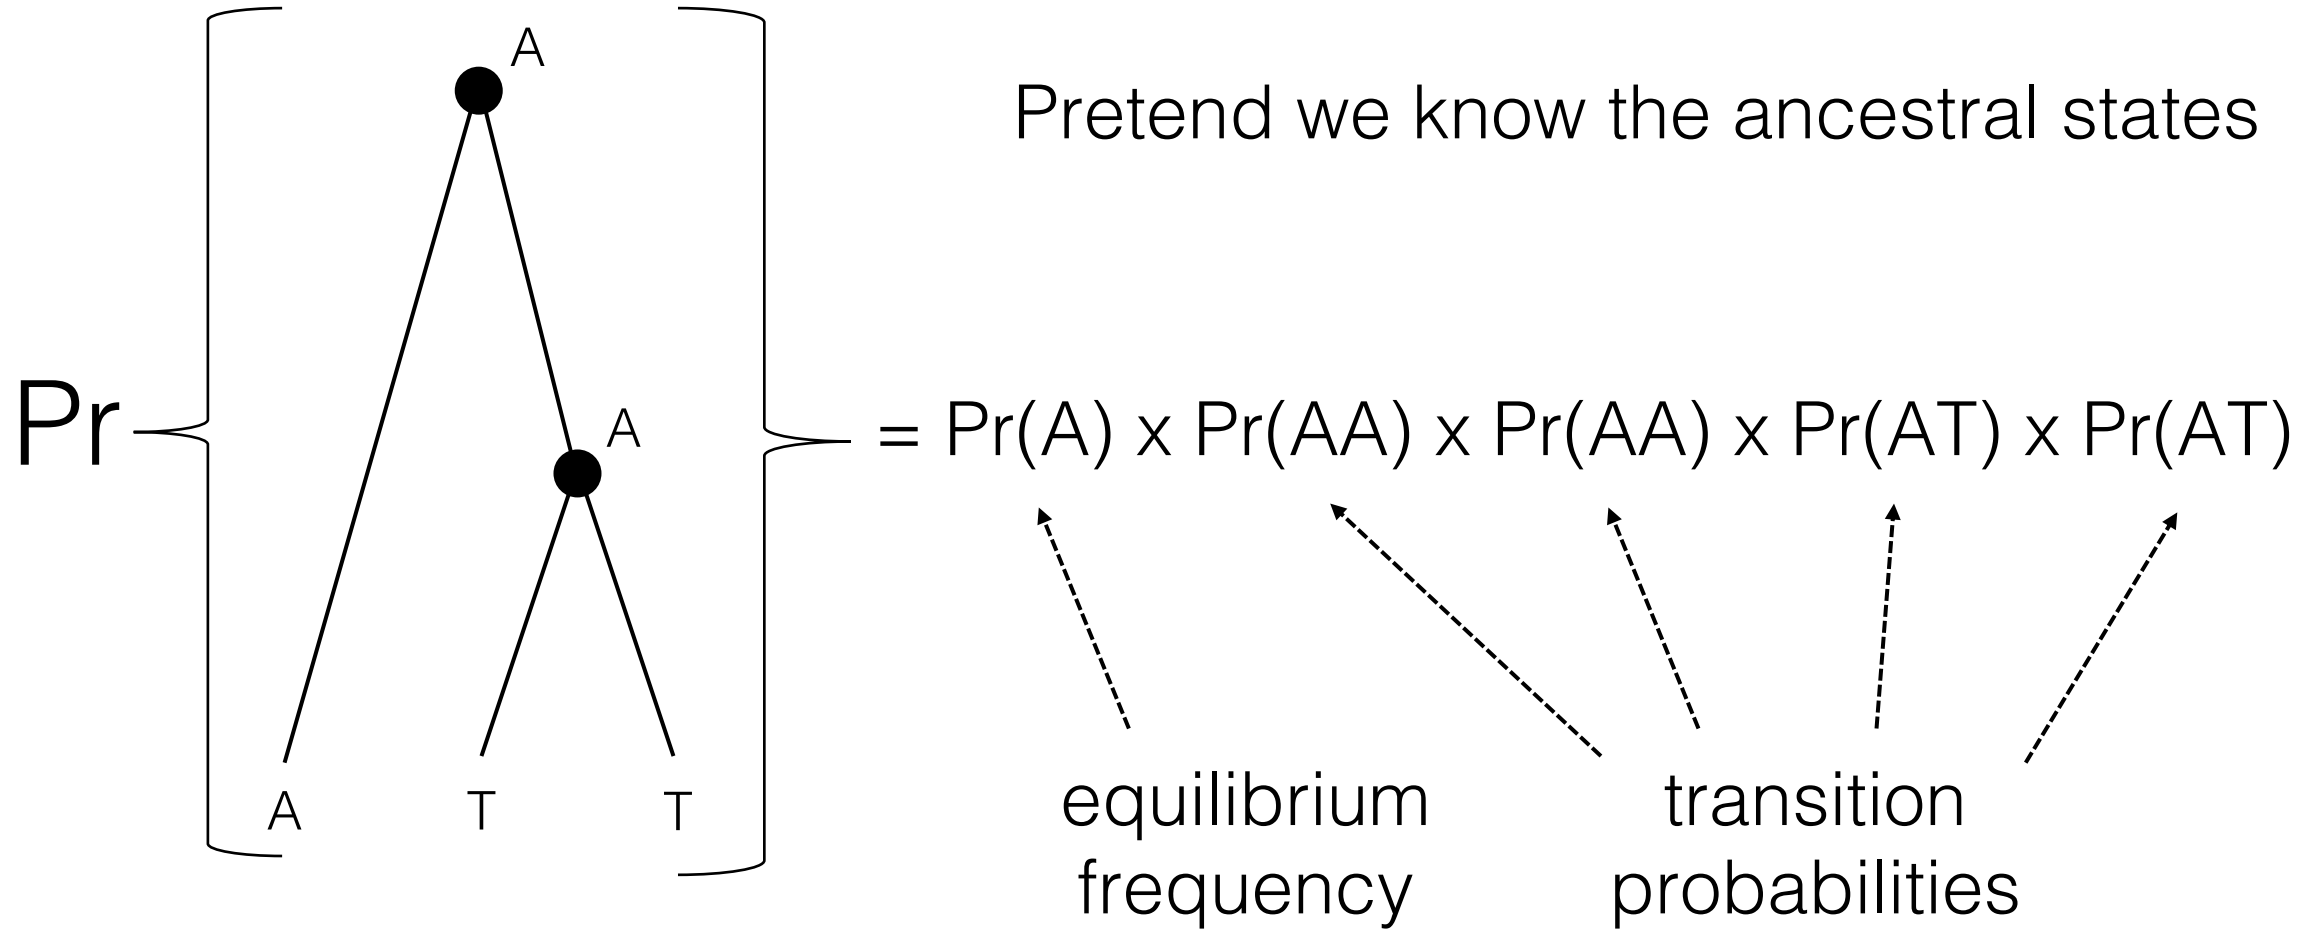 A
Pretend we know the ancestral states
Pr
A
= Pr(A) x Pr(AA) x Pr(AA) x Pr(AT) x Pr(AT)
A T T
equilibrium
frequency
transition
probabilities